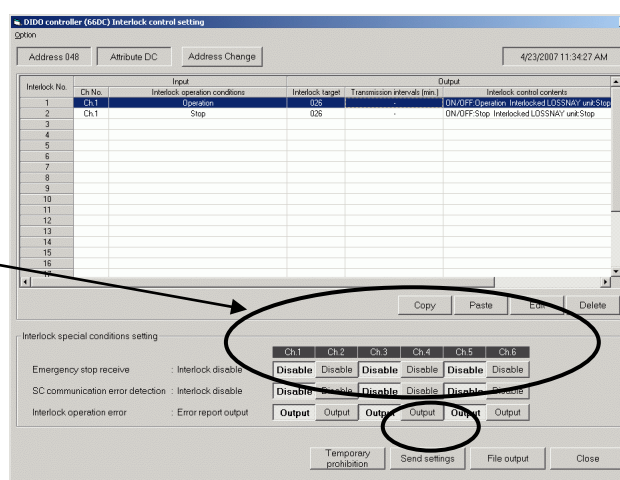 DIDO controller (66DC) Interlock control setting
Option
Address 048 Attribute DC Address Change 4/23/2007 11:34:27 AM
Interlock No. Input Output
Ch No. Interlock operation conditions Interlock target Transmission intervals (min.) Interlock control contents
1 Ch.1 Operation 026 - ON/OFF:Operation Interlocked LOSSNAY unit:Stop
2 Ch.1 Stop 026 - ON/OFF:Stop Interlocked LOSSNAY unit:Stop
3
4
5
6
7
8
9
10
11
12
13
14
15
16
17
Copy Paste Edit Delete
Interlock special conditions setting
Ch.1 Ch.2 Ch.3 Ch.4 Ch.5 Ch.6
Emergency stop receive : Interlock disable Disable Disable Disable Disable Disable Disable
SC communication error detection : Interlock disable Disable Disable Disable Disable Disable Disable
Interlock operation error : Error report output Output Output Output Output Output Output
Temporary prohibition Send settings File output Close